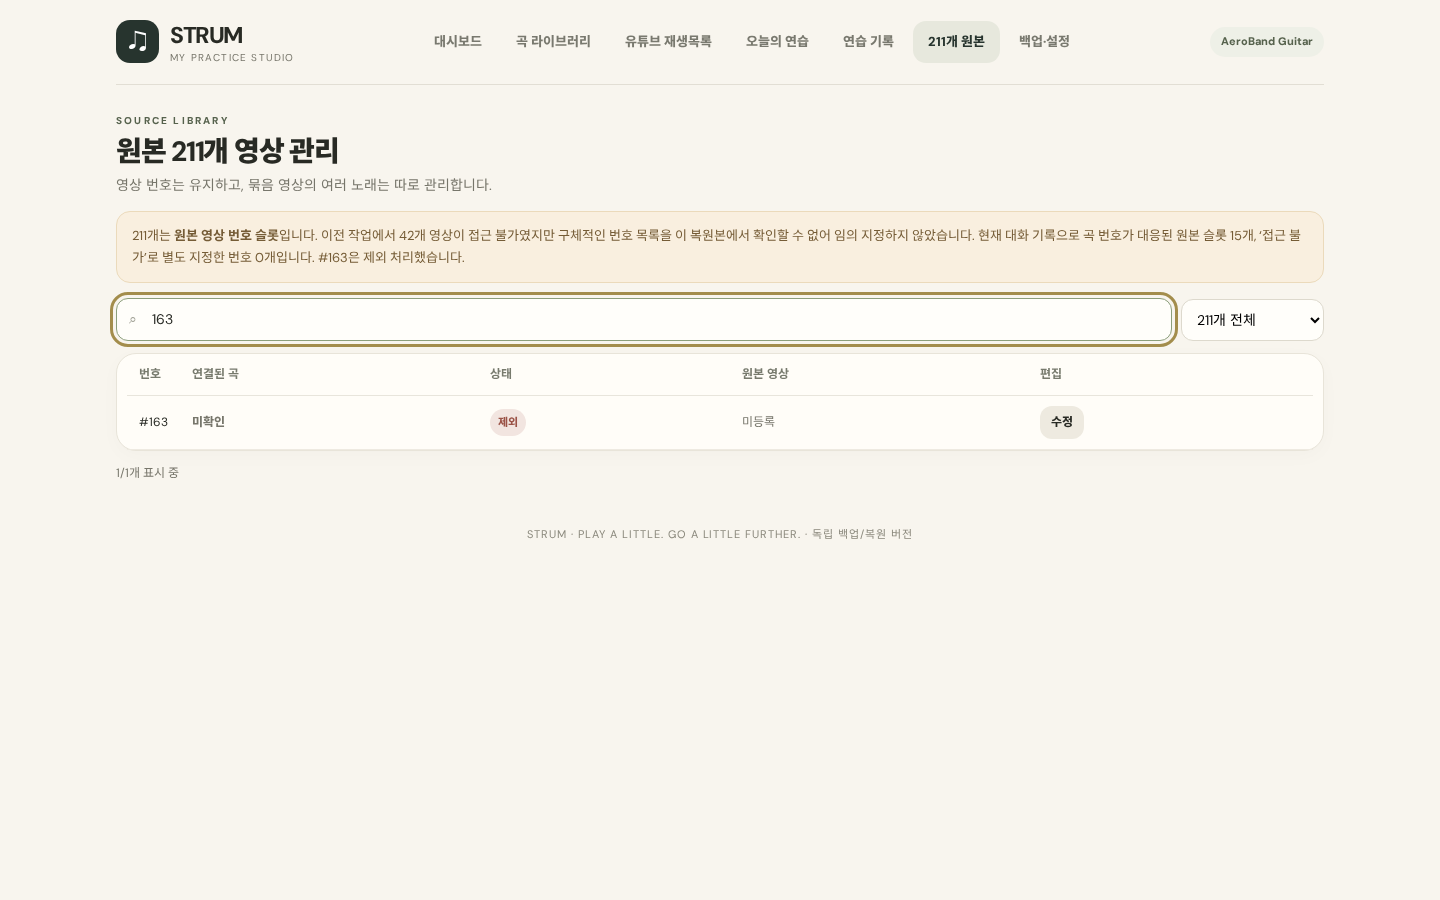 STRUM
MY PRACTICE STUDIO
대시보드
곡 라이브러리
유튜브 재생목록
오늘의 연습
연습 기록
211개 원본
백업·설정
AeroBand Guitar
SOURCE LIBRARY
원본 211개 영상 관리
영상 번호는 유지하고, 묶음 영상의 여러 노래는 따로 관리합니다.
211개는 원본 영상 번호 슬롯입니다. 이전 작업에서 42개 영상이 접근 불가였지만 구체적인 번호 목록을 이 복원본에서 확인할 수 없어 임의 지정하지 않았습니다. 현재 대화 기록으로 곡 번호가 대응된 원본 슬롯 15개, ‘접근 불
가’로 별도 지정한 번호 0개입니다. #163은 제외 처리했습니다.
163
211개 전체
번호 연결된 곡 상태 원본 영상 편집
#163 미확인 제외 미등록 수정
1/1개 표시 중
STRUM · PLAY A LITTLE. GO A LITTLE FURTHER. · 독립 백업/복원 버전